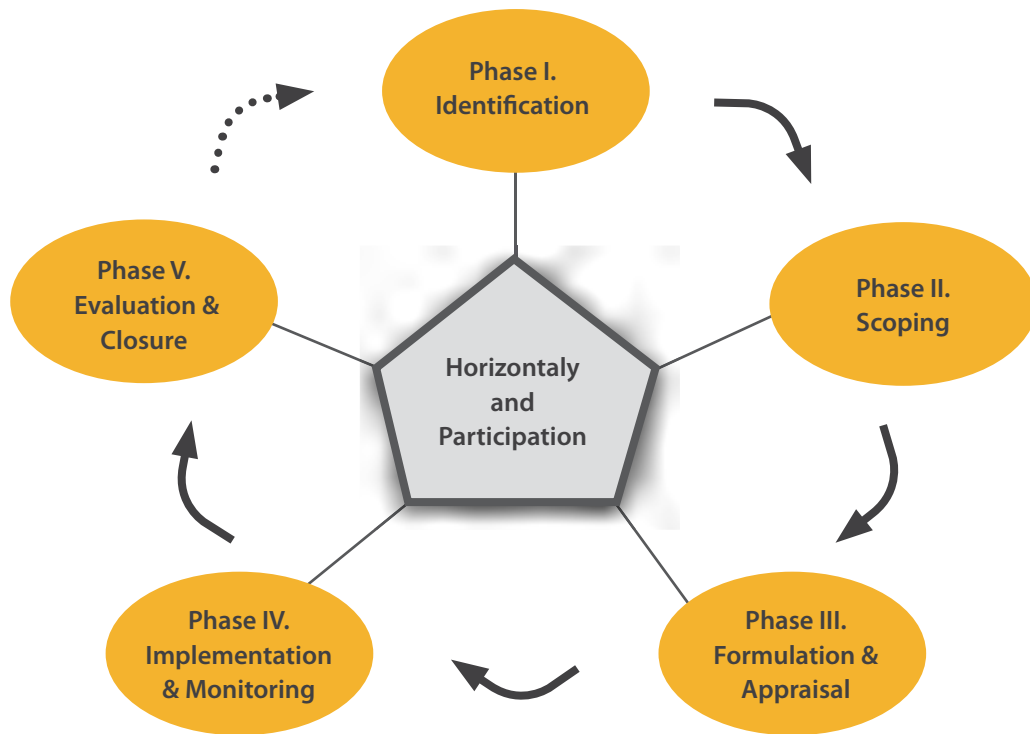 Phase I.
Identification
Phase II.
Scoping
Phase III.
Formulation &
Appraisal
Phase IV.
Implementation
& Monitoring
Phase V.
Evaluation &
Closure
Horizontaly
and
Participation